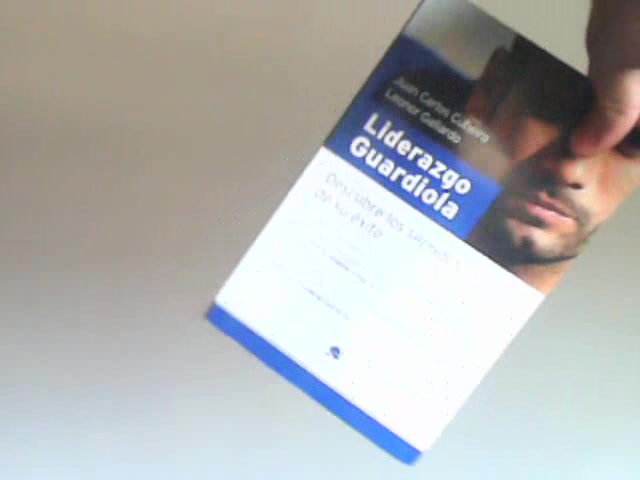 Juan Carlos Cubeiro
Leonor Gallardo
Liderazgo
Guardiola
Descubre los secretos
de su éxito